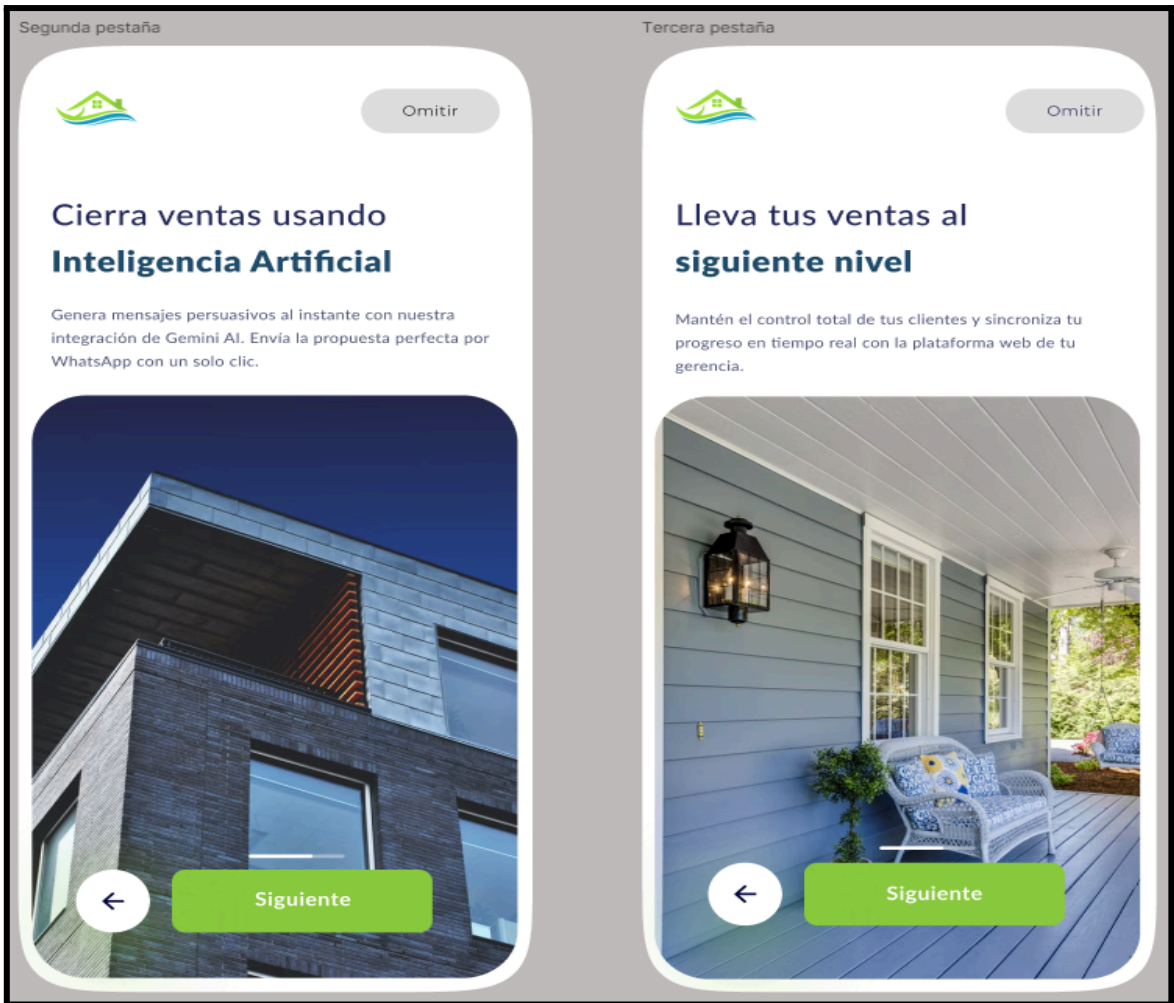 Segunda pestaña
Omitir
Cierra ventas usando
Inteligencia Artificial
Genera mensajes persuasivos al instante con nuestra
integración de Gemini AI. Envía la propuesta perfecta por
WhatsApp con un solo clic.
Siguiente
Tercera pestaña
Omitir
Lleva tus ventas al
siguiente nivel
Mantén el control total de tus clientes y sincroniza tu
progreso en tiempo real con la plataforma web de tu
gerencia.
Siguiente